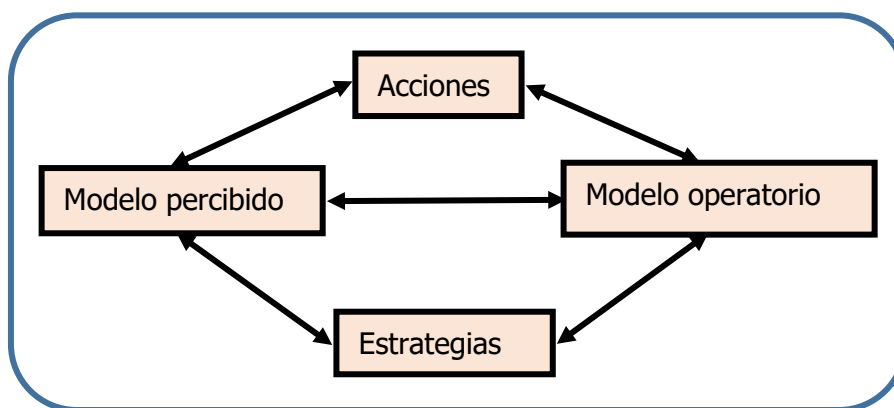 Acciones
Modelo percibido
Modelo operatorio
Estrategias